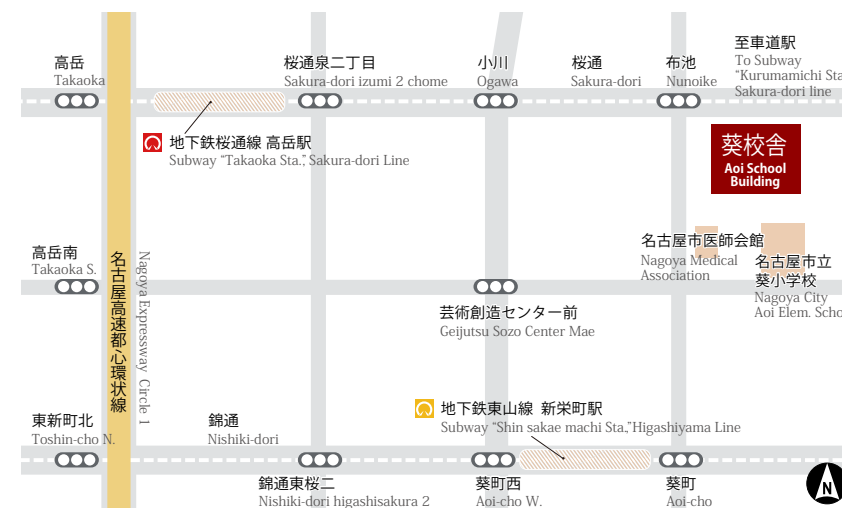 高岳
Takaoka
桜通泉二丁目
Sakura-dori izumi 2 chome
小川
Ogawa
桜通
Sakura-dori
布池
Nunoike
至車道駅
To Subway
“Kurumamichi Sta
Sakura-dori line
地下鉄桜通線 高岳駅
Subway “Takaoka Sta.”, Sakura-dori Line
葵校舎
Aoi School
Building
高岳南
Takaoka S.
名古屋高速都心環状線
Nagoya Expressway Circle 1
名古屋市医師会館
Nagoya Medical
Association
名古屋市立
葵小学校
Nagoya City
Aoi Elem. Scho
芸術創造センター前
Geijutsu Sozo Center Mae
東新町北
Toshin-cho N.
錦通
Nishiki-dori
地下鉄東山線 新栄町駅
Subway “Shin sakae machi Sta.,”Higashiyama Line
錦通東桜二
Nishiki-dori higashisakura 2
葵町西
Aoi-cho W.
葵町
Aoi-cho
N